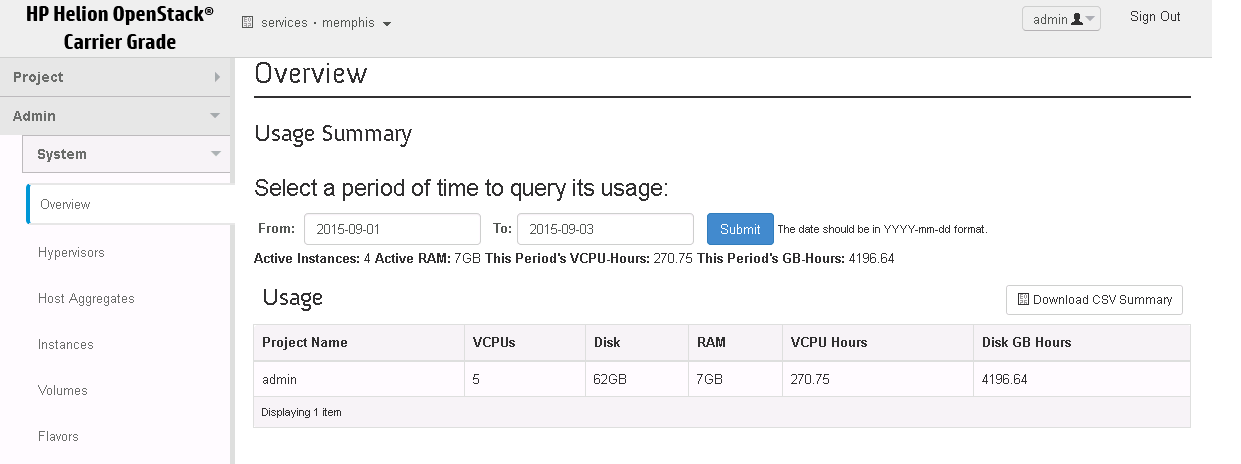 HP Helion OpenStack®
Carrier Grade
services • memphis
admin
Sign Out
Project
Admin
System
Overview
Hypervisors
Host Aggregates
Instances
Volumes
Flavors
Overview
Usage Summary
Select a period of time to query its usage:
From: 2015-09-01 To: 2015-09-03 Submit The date should be in YYYY-mm-dd format.
Active Instances: 4 Active RAM: 7GB This Period's VCPU-Hours: 270.75 This Period's GB-Hours: 4196.64
Usage
Download CSV Summary
Project Name VCPUs Disk RAM VCPU Hours Disk GB Hours
admin 5 62GB 7GB 270.75 4196.64
Displaying 1 item